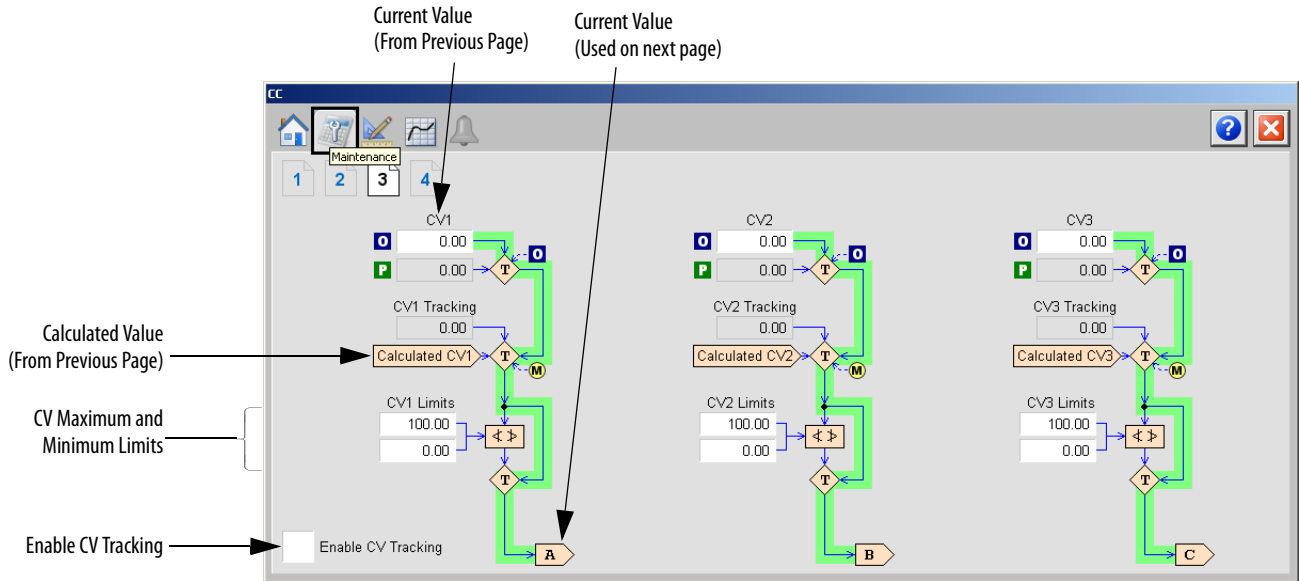 Current Value
(From Previous Page)
Current Value
(Used on next page)
CC
Maintenance
1 2 3 4
CV1 CV2 CV3
O 0.00 O O 0.00 O O 0.00 O
P 0.00 T P 0.00 T P 0.00 T
CV1 Tracking CV2 Tracking CV3 Tracking
0.00 0.00 0.00
Calculated Value
(From Previous Page)
Calculated CV1 T Calculated CV2 T Calculated CV3 T
M M M
CV Maximum and
Minimum Limits
CV1 Limits CV2 Limits CV3 Limits
100.00 100.00 100.00
0.00 0.00 0.00
T T T
Enable CV Tracking
Enable CV Tracking
A B C